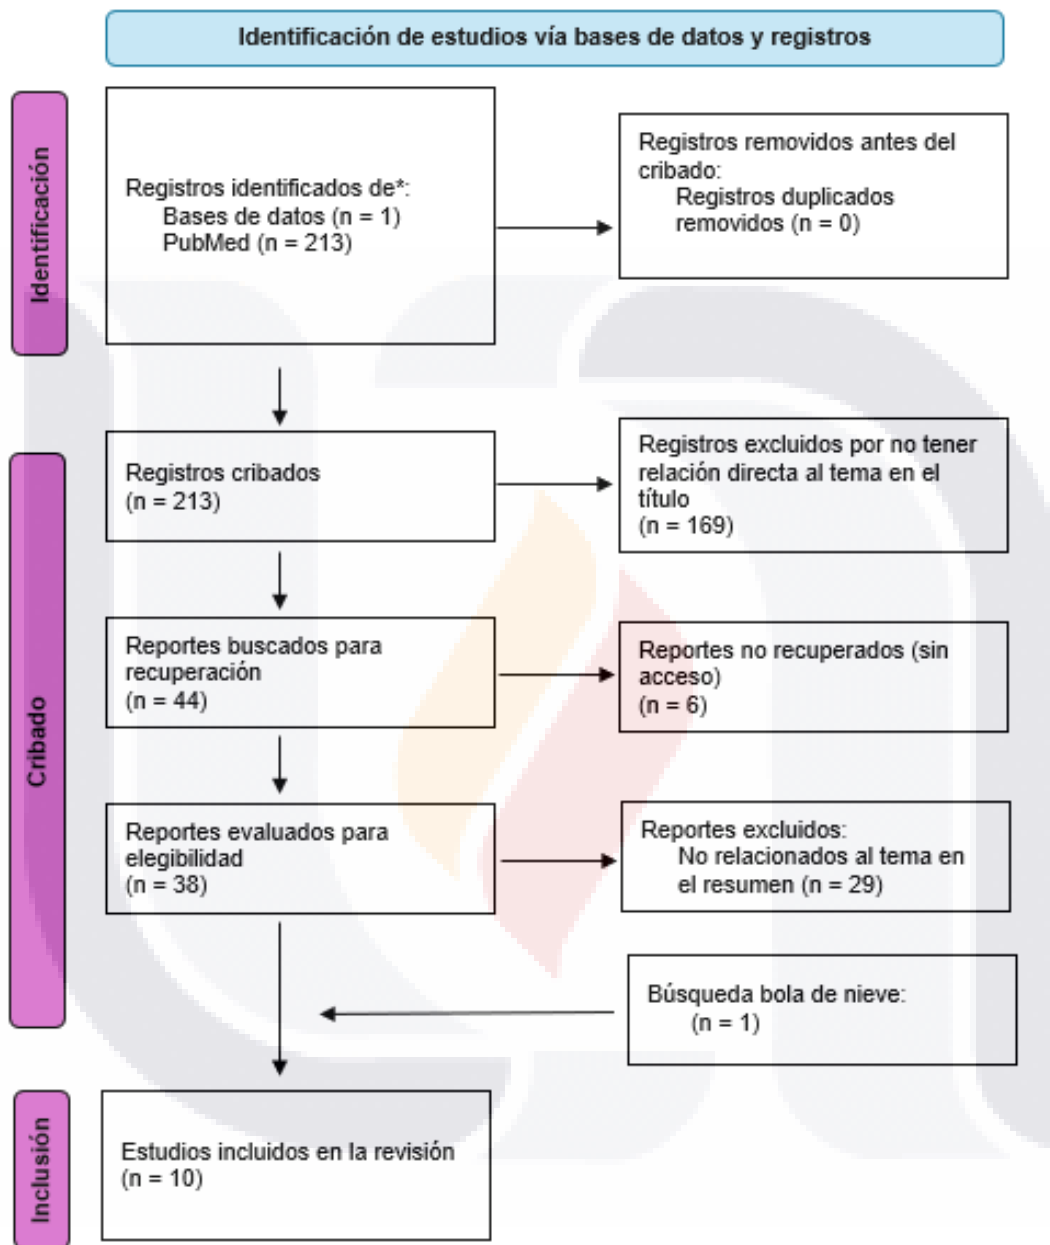 Identificación de estudios vía bases de datos y registros
Identificación
Registros identificados de*:
Bases de datos (n = 1)
PubMed (n = 213)
Registros removidos antes del
cribado:
Registros duplicados
removidos (n = 0)
Cribado
Registros cribados
(n = 213)
Registros excluidos por no tener
relación directa al tema en el
título
(n = 169)
Reportes buscados para
recuperación
(n = 44)
Reportes no recuperados (sin
acceso)
(n = 6)
Reportes evaluados para
elegibilidad
(n = 38)
Reportes excluidos:
No relacionados al tema en
el resumen (n = 29)
Búsqueda bola de nieve:
(n = 1)
Inclusión
Estudios incluidos en la revisión
(n = 10)